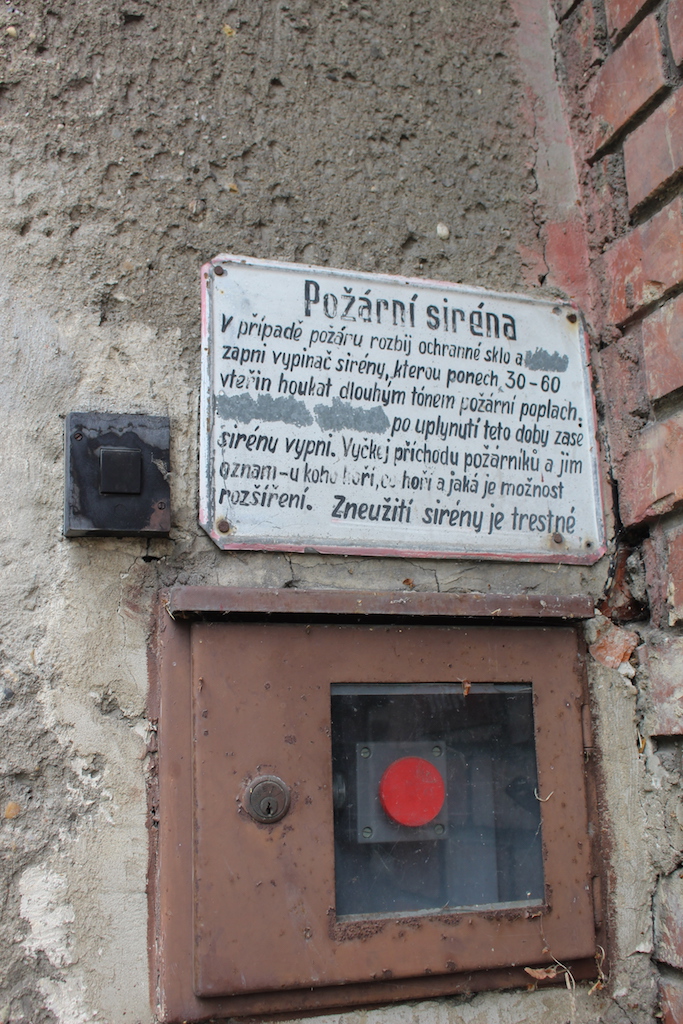 Požární siréna
V případě požáru rozbij ochranné sklo a
zapni vypínač sirény, kterou ponech 30-60
vteřin houkat dlouhým tónem požární poplach.
po uplynutí této doby zase
sirénu vypni. Vyčkej příchodu požárníků a jim
oznam-u koho hoří, co hoří a jaká je možnost
rozšíření. Zneužití sirény je trestné